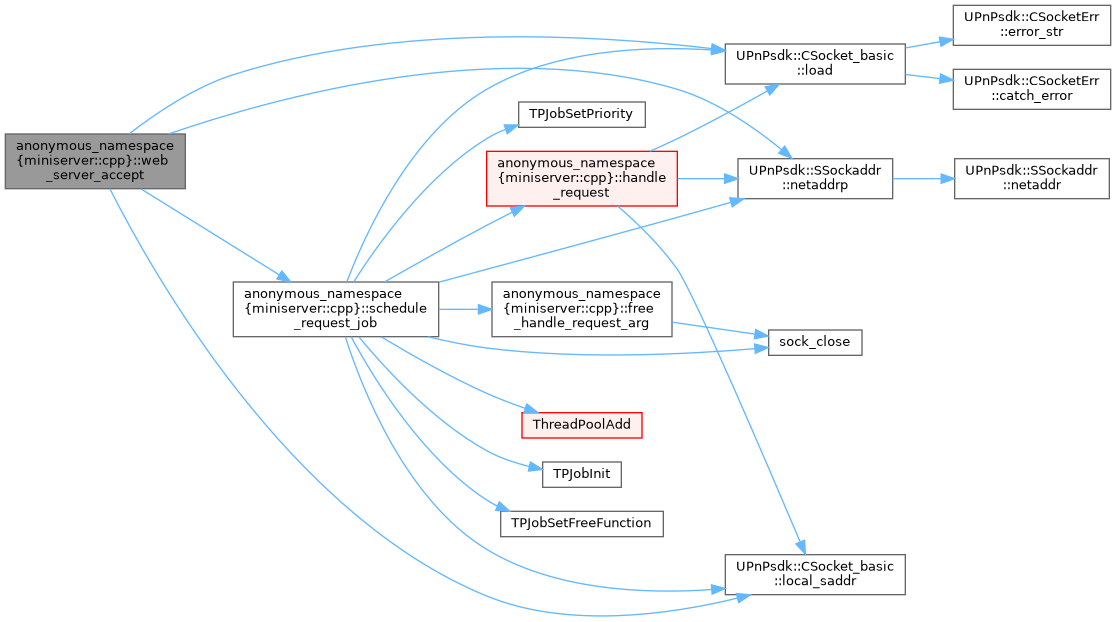 anonymous_namespace
{miniserver::cpp}::web
_server_accept
anonymous_namespace
{miniserver::cpp}::schedule
_request_job
TPJobSetPriority
anonymous_namespace
{miniserver::cpp}::handle
_request
anonymous_namespace
{miniserver::cpp}::free
_handle_request_arg
ThreadPoolAdd
TPJobInit
TPJobSetFreeFunction
UPnPsdk::CSocket_basic
::load
UPnPsdk::SSockaddr
::netaddrp
sock_close
UPnPsdk::CSocket_basic
::local_saddr
UPnPsdk::CSocketErr
::error_str
UPnPsdk::CSocketErr
::catch_error
UPnPsdk::SSockaddr
::netaddr